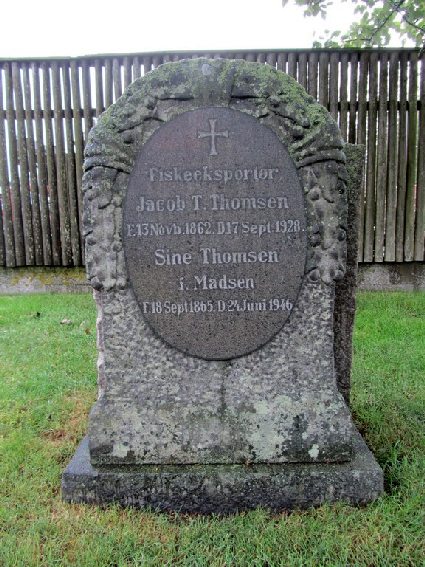 Fiskeeksportør
Jacob T. Thomsen
F.13 Novb. 1862. D.17 Sept. 1928.
Sine Thomsen
f. Madsen
F. 18 Sept. 1865. D. 24. Juni 1946.